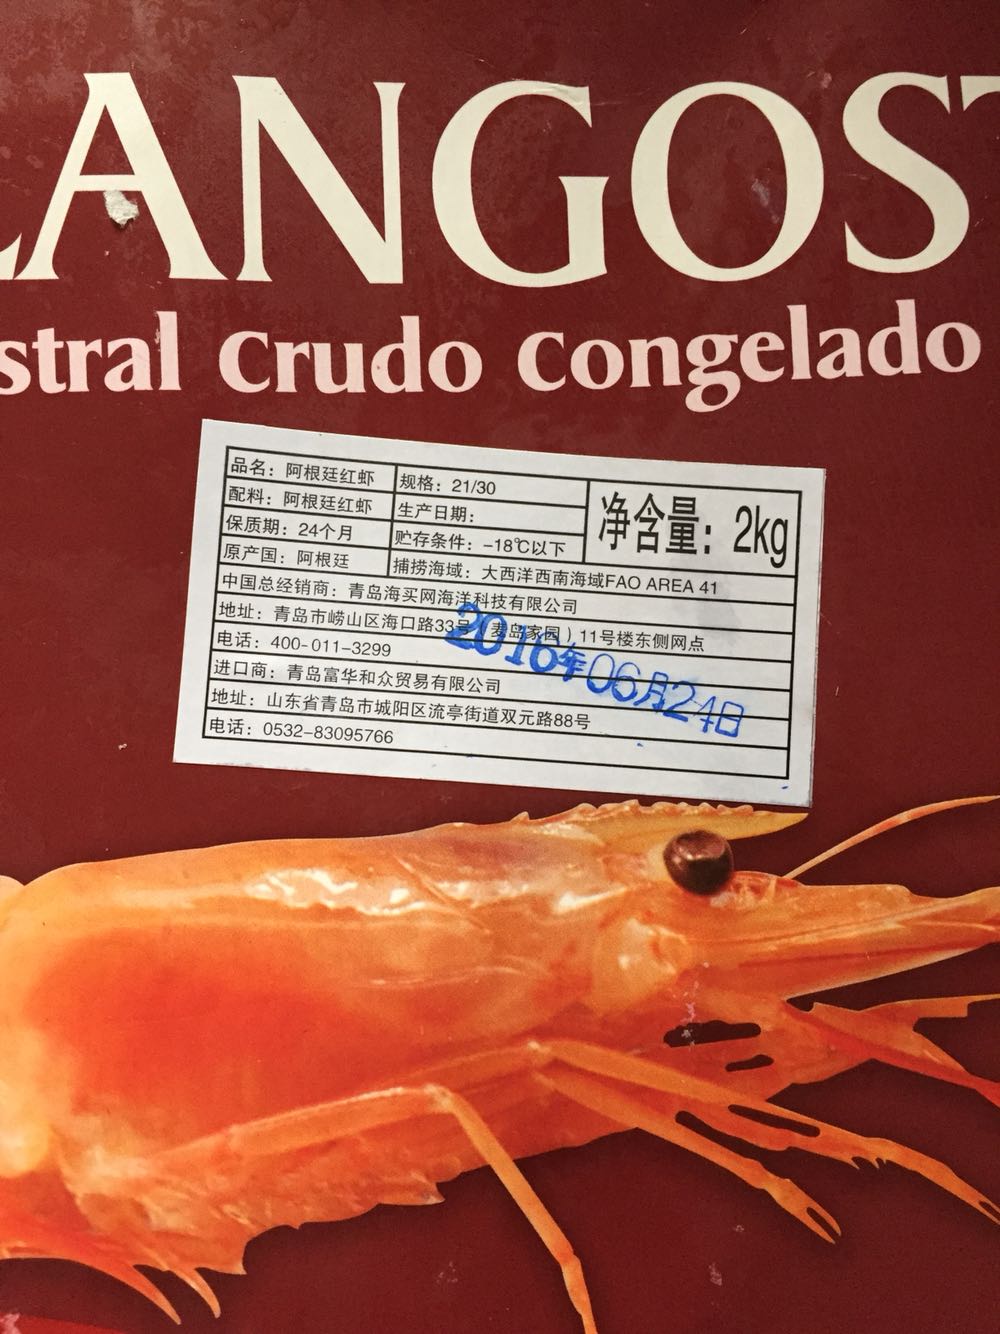 LANGOST
stral Crudo Congelado
品名：阿根廷红虾
规格：21/30
净含量：2kg
配料：阿根廷红虾
生产日期：
保质期：24个月
贮存条件：-18℃以下
原产国：阿根廷
捕捞海域：大西洋西南海域FAO AREA 41
中国总经销商：青岛海买网海洋科技有限公司
地址：青岛市崂山区海口路33号（麦岛家园）11号楼东侧网点
电话：400-011-3299
2016年06月24日
进口商：青岛富华和众贸易有限公司
地址：山东省青岛市城阳区流亭街道双元路88号
电话：0532-83095766